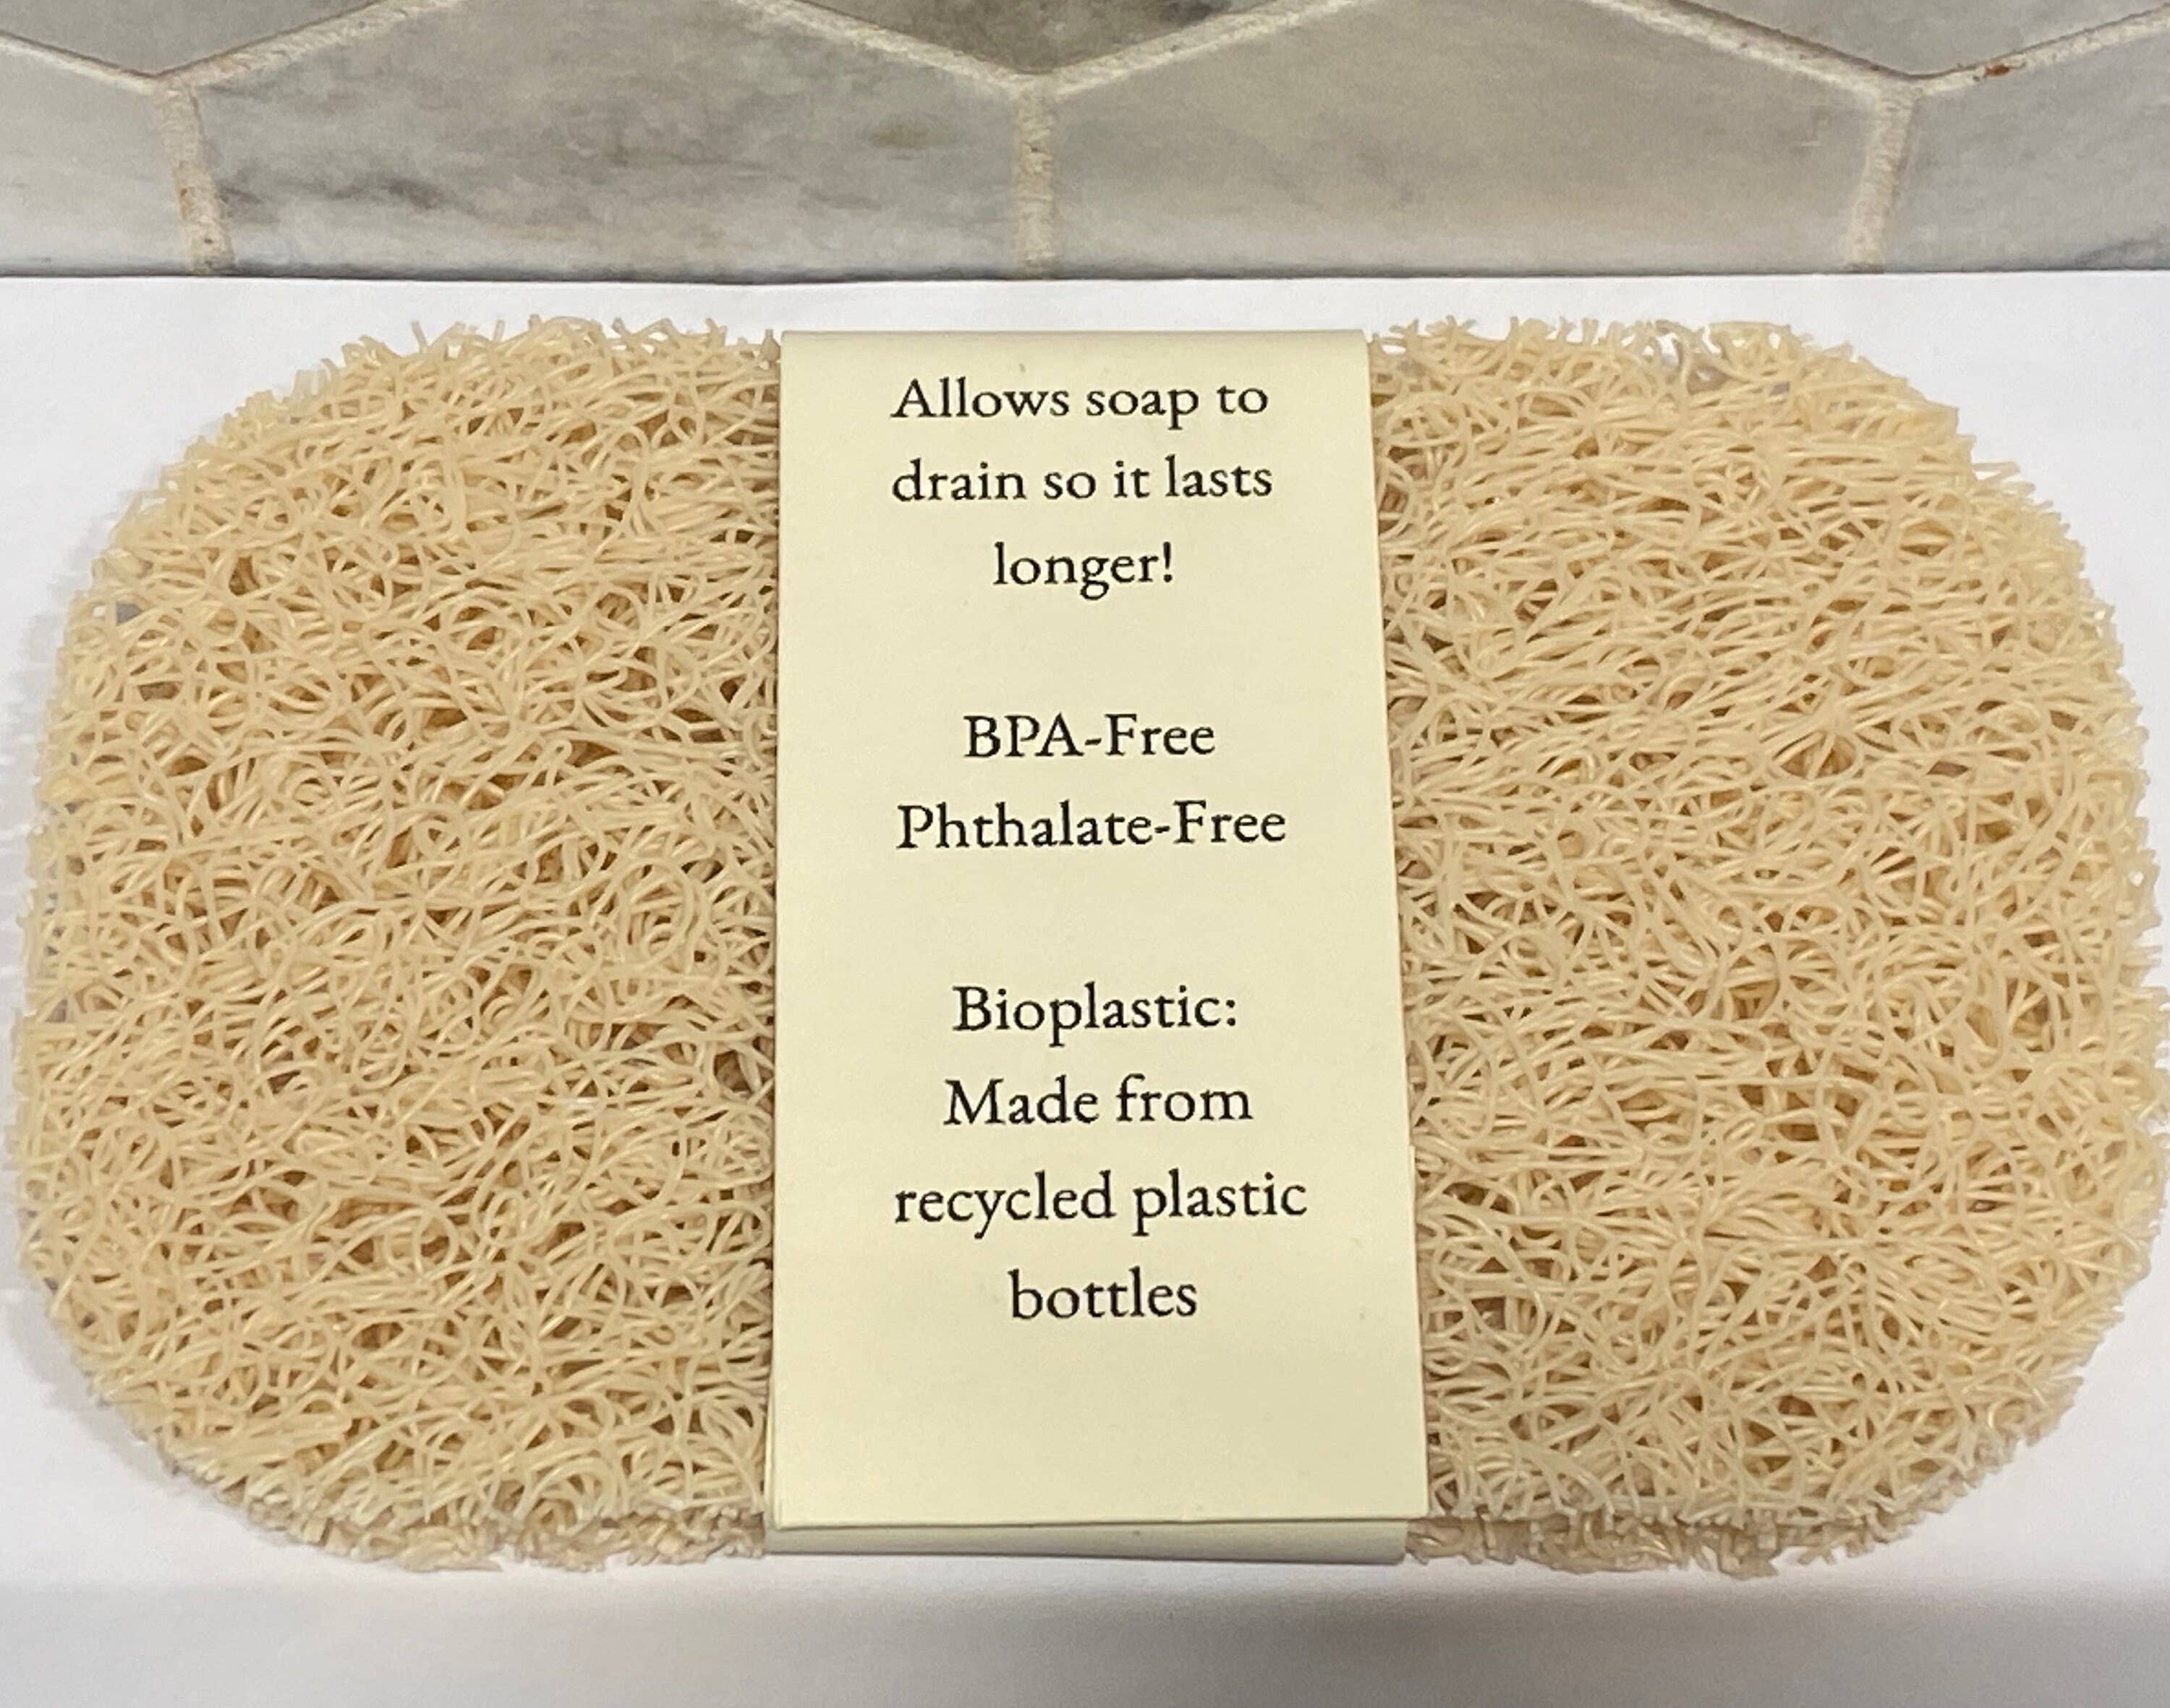 Allows soap to
drain so it lasts
longer!
BPA-Free
Phthalate-Free
Bioplastic:
Made from
recycled plastic
bottles